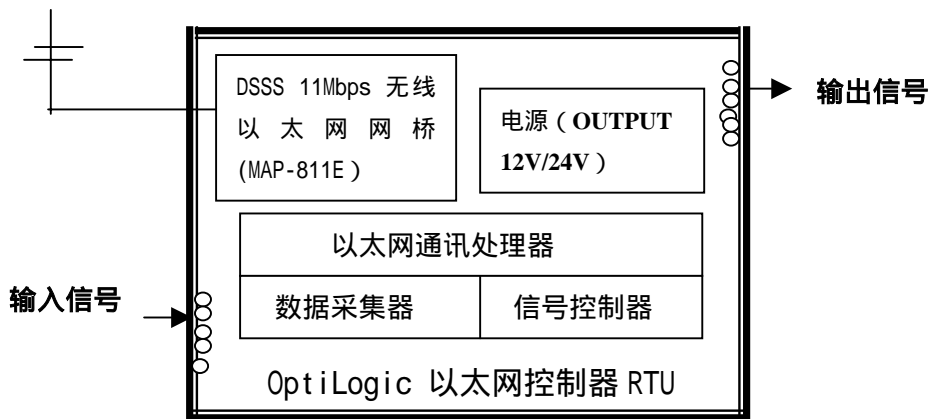 DSSS 11Mbps 无线
以太网网桥
(MAP-811E)
电源（OUTPUT
12V/24V）
输出信号
以太网通讯处理器
输入信号
数据采集器
信号控制器
OptiLogic 以太网控制器 RTU